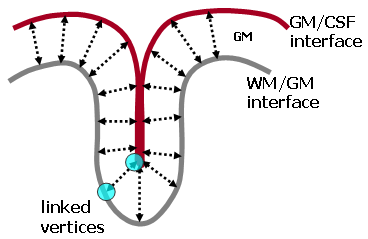 GM/CSF
interface
GM
WM/GM
interface
linked
vertices